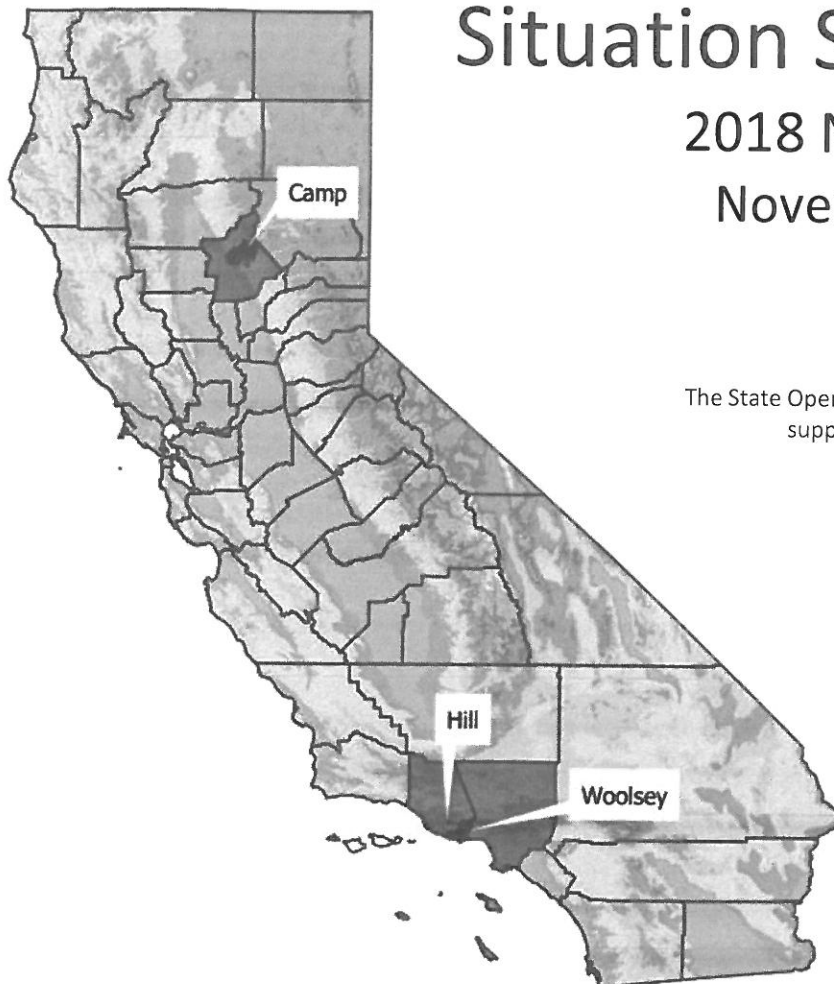 Situation S
2018 N
Nove
Camp
The State Oper
supp
Hill
Woolsey